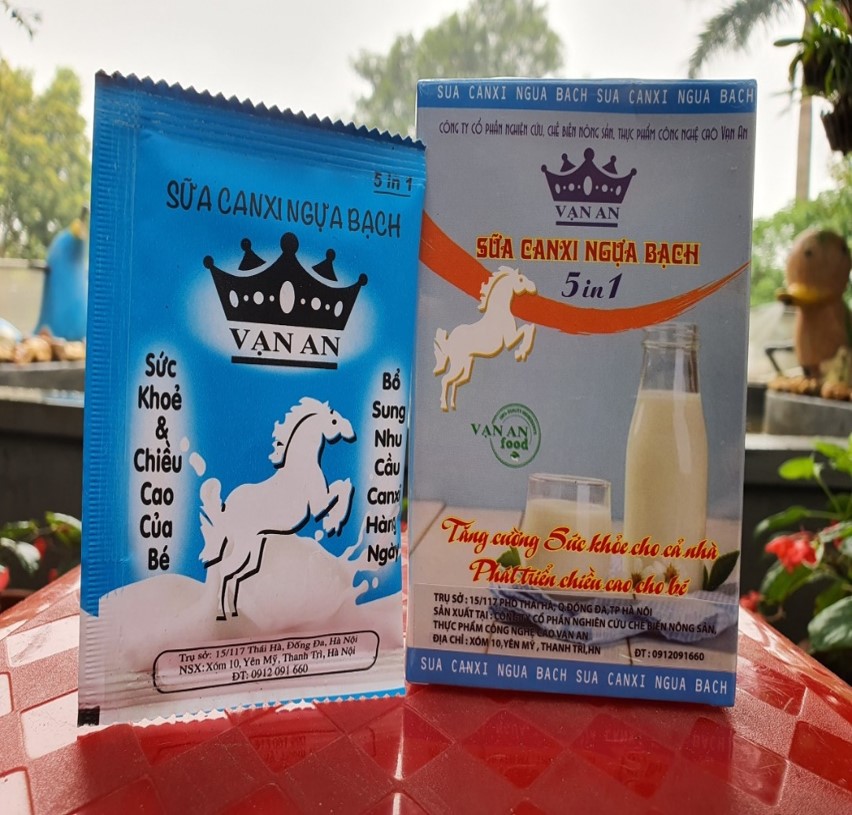 5 in 1
SỮA CANXI NGỰA BẠCH
VẠN AN
Sức
Khoẻ
&
Chiều
Cao
Của
Bé
Bổ
Sung
Nhu
Cầu
Canxi
Hàng
Ngày
Trụ sở: 15/117 Thái Hà, Đống Đa, Hà Nội
NSX: Xóm 10, Yên Mỹ, Thanh Trì, Hà Nội
ĐT: 0912 091 660
SUA CANXI NGUA BACH SUA CANXI NGUA BACH
CÔNG TY CỔ PHẦN NGHIÊN CỨU, CHẾ BIẾN NÔNG SẢN, THỰC PHẨM CÔNG NGHỆ CAO VẠN AN
VẠN AN
SỮA CANXI NGỰA BẠCH
5 in 1
VẠN AN
food
Tăng cường Sức khỏe cho cả nhà
Phát triển chiều cao cho bé
TRỤ SỞ : 15/117 PHỐ THÁI HÀ, Q ĐỐNG ĐA,TP HÀ NỘI
SẢN XUẤT TẠI : CÔNG TY CỔ PHẦN NGHIÊN CỨU CHẾ BIẾN NÔNG SẢN,
THỰC PHẨM CÔNG NGHỆ CAO VẠN AN
ĐỊA CHỈ : XÓM 10,YÊN MỸ , THANH TRÌ,HN ĐT : 0912091660
SUA CANXI NGUA BACH SUA CANXI NGUA BACH